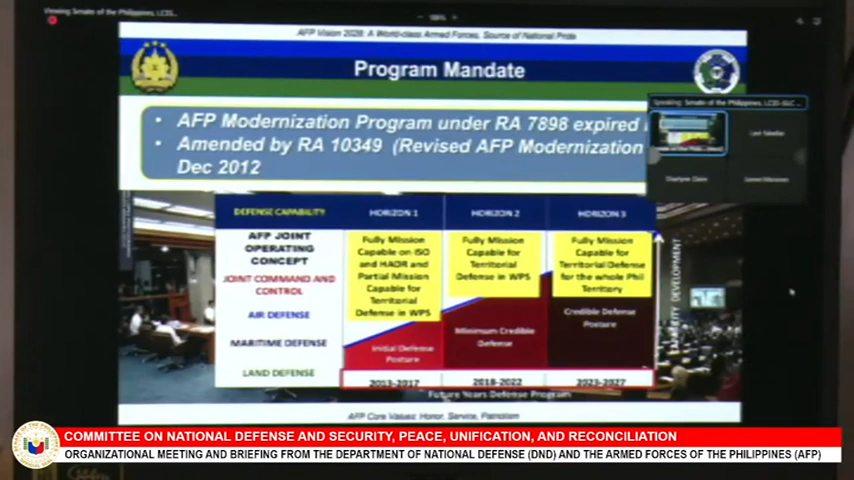 Viewing Senate of the Philippines, LCSS...
AFP Vision 2028: A World-class Armed Forces, Source of National Pride
Program Mandate
Speaking: Senate of the Philippines, LCSS-SLC ...
• AFP Modernization Program under RA 7898 expired
• Amended by RA 10349 (Revised AFP Modernization
Dec 2012
DEFENSE CAPABILITY HORIZON 1 HORIZON 2 HORIZON 3
AFP JOINT
OPERATING
CONCEPT
JOINT COMMAND AND
CONTROL
AIR DEFENSE
MARITIME DEFENSE
LAND DEFENSE
Fully Mission
Capable on ISO
and HADR and
Partial Mission
Capable for
Territorial
Defense in WPS
Fully Mission
Capable for
Territorial
Defense in WPS
Fully Mission
Capable for
Territorial Defense
for the whole Phil
Territory
Initial Defense
Posture
Minimum Credible
Defense
Credible Defense
Posture
CAPABILITY DEVELOPMENT
2013-2017 2018-2022 2023-2027
Future Years Defense Program
AFP Core Values: Honor, Service, Patriotism
COMMITTEE ON NATIONAL DEFENSE AND SECURITY, PEACE, UNIFICATION, AND RECONCILIATION
ORGANIZATIONAL MEETING AND BRIEFING FROM THE DEPARTMENT OF NATIONAL DEFENSE (DND) AND THE ARMED FORCES OF THE PHILIPPINES (AFP)